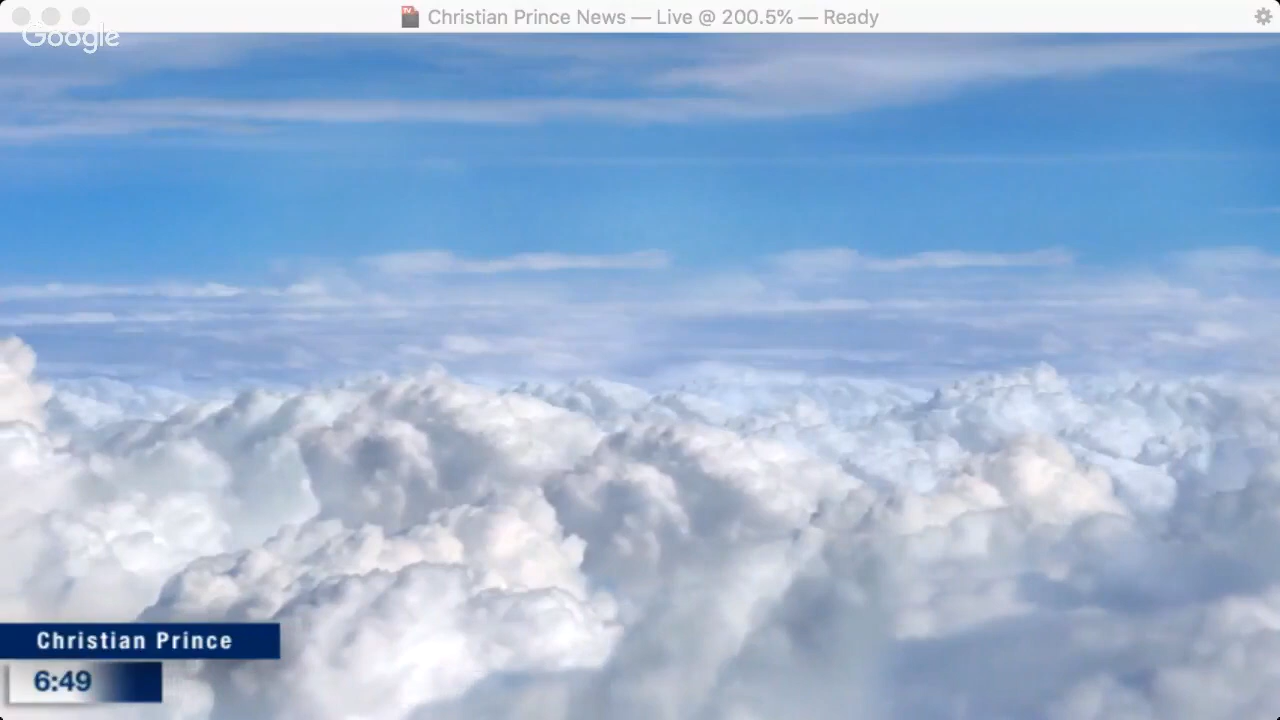 Christian Prince News — Live @ 200.5% — Ready
Google
Christian Prince
6:49